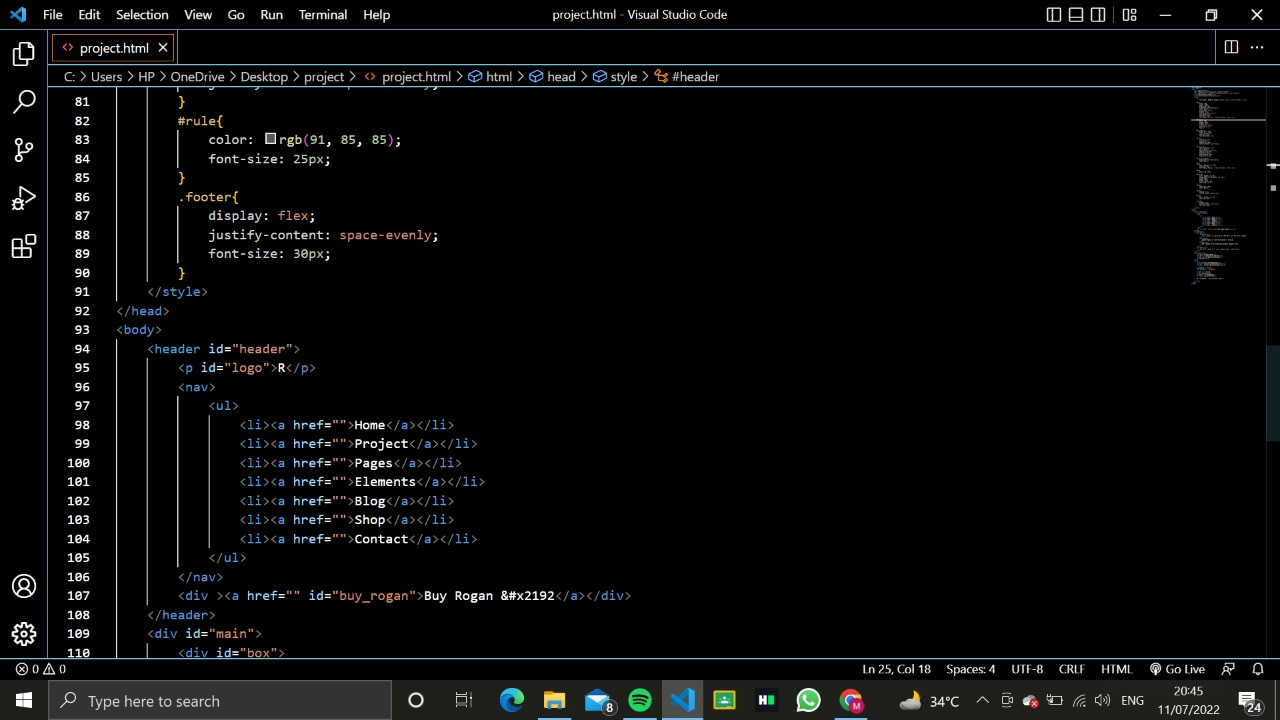 File Edit Selection View Go Run Terminal Help project.html - Visual Studio Code
project.html
C: > Users > HP > OneDrive > Desktop > project > project.html > html > head > style > #header
81 }
82 #rule{
83 color: rgb(91, 85, 85);
84 font-size: 25px;
85 }
86 .footer{
87 display: flex;
88 justify-content: space-evenly;
89 font-size: 30px;
90 }
91 </style>
92 </head>
93 <body>
94 <header id="header">
95 <p id="logo">R</p>
96 <nav>
97 <ul>
98 <li><a href="">Home</a></li>
99 <li><a href="">Project</a></li>
100 <li><a href="">Pages</a></li>
101 <li><a href="">Elements</a></li>
102 <li><a href="">Blog</a></li>
103 <li><a href="">Shop</a></li>
104 <li><a href="">Contact</a></li>
105 </ul>
106 </nav>
107 <div ><a href="" id="buy_rogan">Buy Rogan &#x2192</a></div>
108 </header>
109 <div id="main">
110 <div id="box">
0 0 Ln 25, Col 18 Spaces: 4 UTF-8 CRLF HTML Go Live
Type here to search 8 34°C ENG 20:45
11/07/2022 24